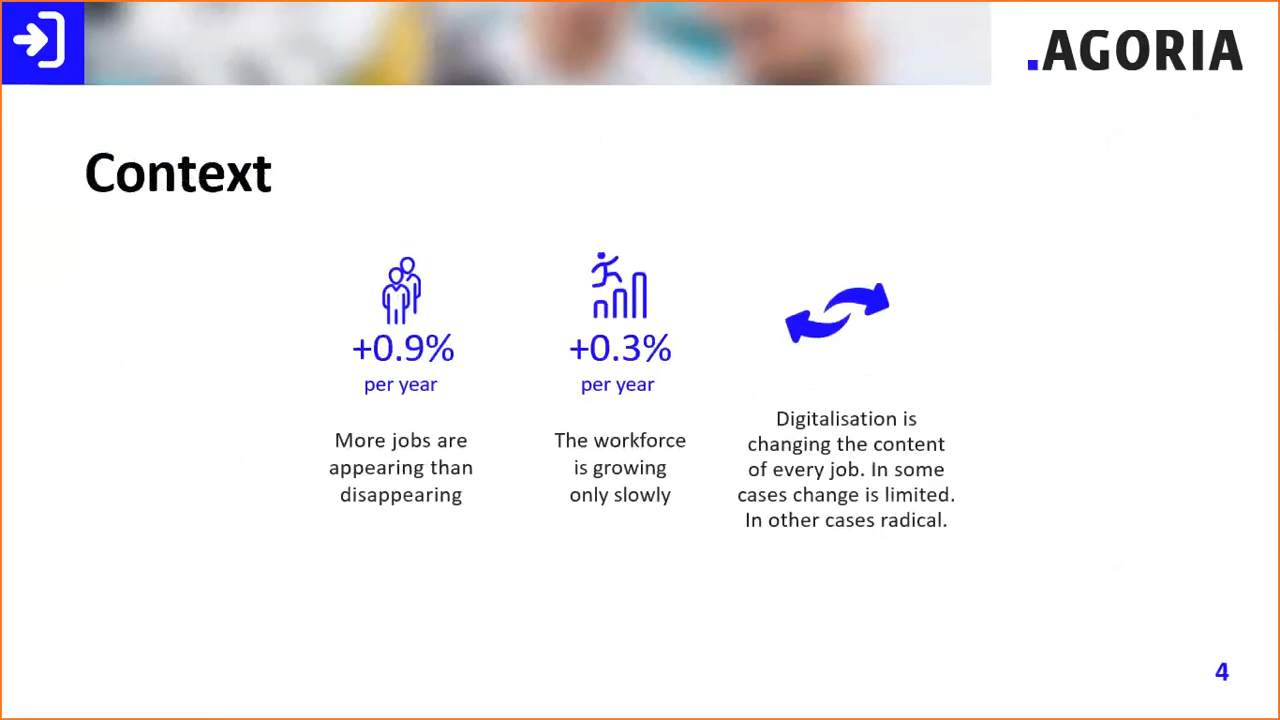 .AGORIA
Context
+0.9%
per year
More jobs are
appearing than
disappearing
+0.3%
per year
The workforce
is growing
only slowly
Digitalisation is
changing the content
of every job. In some
cases change is limited.
In other cases radical.
4